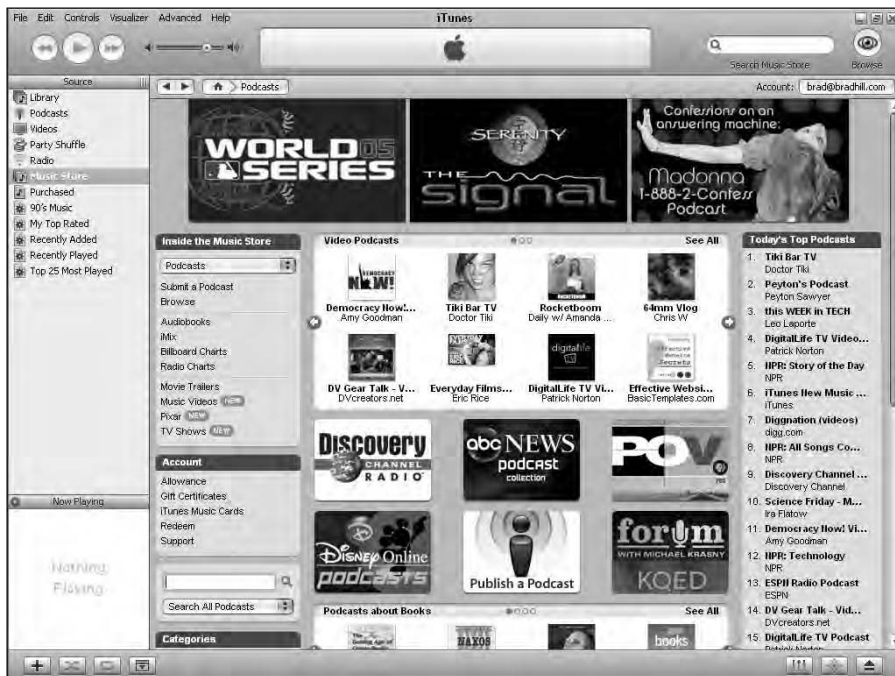 File Edit Controls Visualizer Advanced Help
iTunes
Search Music Store
Browse
Source
Library
Podcasts
Videos
Party Shuffle
Radio
Music Store
Purchased
90's Music
My Top Rated
Recently Added
Recently Played
Top 25 Most Played
Podcasts
Account: brad@bradhill.com
WORLD 05
SERIES
SERENITY
THE
signal
Confessions on an
answering machine:
Madonna
1-888-2-Confess
Podcast
Inside the Music Store
Podcasts
Submit a Podcast
Browse
Audiobooks
iMix
Billboard Charts
Radio Charts
Movie Trailers
Music Videos NEW
Pixar NEW
TV Shows NEW
Account
Allowance
Gift Certificates
iTunes Music Cards
Redeem
Support
Search All Podcasts
Categories
Video Podcasts
See All
DEMOCRACY
NOW!
ROCKETBOOM
Democracy Now!...
Amy Goodman
Tiki Bar TV
Doctor Tiki
Rocketboom
Daily w/ Amanda ...
64mm Vlog
Chris W
digitallife
TV
DV Gear Talk - V...
DVcreators.net
Everyday Films...
Eric Rice
DigitalLife TV Vi...
Patrick Norton
Effective Websi...
BasicTemplates.com
DISCOVERY
CHANNEL
RADIO
abc NEWS
podcast
collection
POV
PBS
Disney Online
podcasts
Publish a Podcast
forum
WITH MICHAEL KRASNY
KQED
Podcasts about Books
See All
NAXOS
books
Today's Top Podcasts
1. Tiki Bar TV
Doctor Tiki
2. Peyton's Podcast
Peyton Sawyer
3. this WEEK in TECH
Leo Laporte
4. DigitalLife TV Video...
Patrick Norton
5. NPR: Story of the Day
NPR
6. iTunes New Music ...
iTunes
7. Diggnation (videos)
digg.com
8. NPR: All Songs Co...
NPR
9. Discovery Channel ...
Discovery Channel
10. Science Friday - M...
Ira Flatow
11. Democracy Now! Vi...
Amy Goodman
12. NPR: Technology
NPR
13. ESPN Radio Podcast
ESPN
14. DV Gear Talk - Vid...
DVcreators.net
15. DigitalLife TV Podcast
Patrick Norton
Now Playing
Nothing
Playing